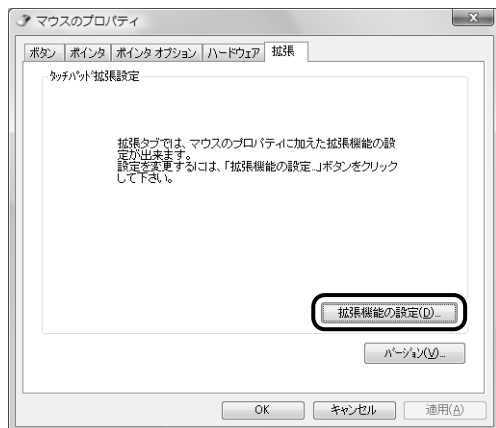 マウスのプロパティ
ボタン ポインタ ポインタ オプション ハードウェア 拡張
ﾀｯﾁﾊﾟｯﾄﾞ拡張設定
拡張タブでは、マウスのプロパティに加えた拡張機能の設
定が出来ます。
設定を変更するには、「拡張機能の設定...」ボタンをクリック
して下さい。
拡張機能の設定(D)...
ﾊﾞｰｼﾞｮﾝ(V)...
OK キャンセル 適用(A)